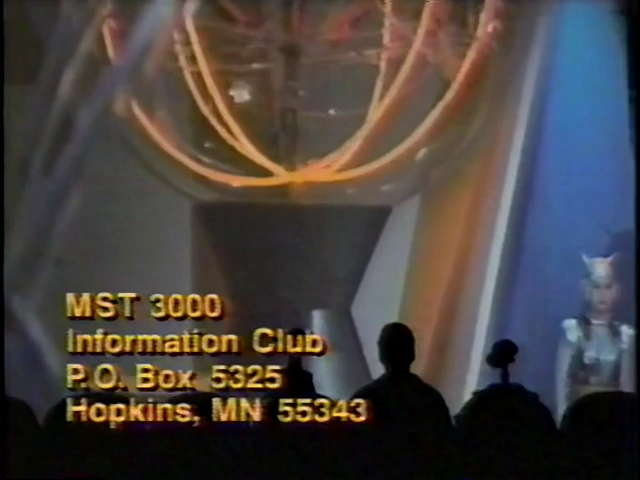 MST 3000
Information Club
P.O. Box 5325
Hopkins, MN 55343